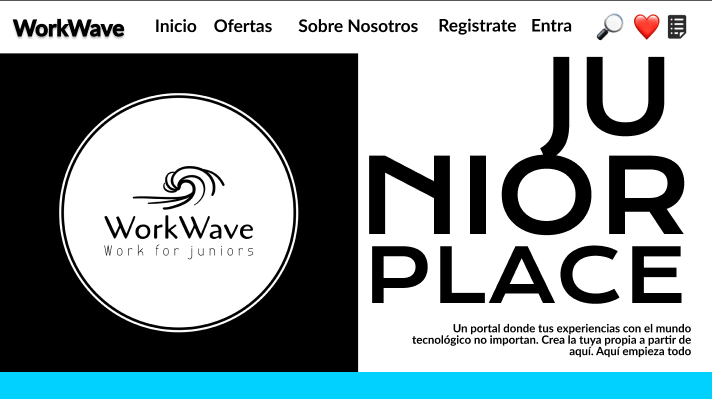 WorkWave Inicio Ofertas Sobre Nosotros Registrate Entra
WorkWave
Work for juniors
JU
NIOR
PLACE
Un portal donde tus experiencias con el mundo
tecnológico no importan. Crea la tuya propia a partir de
aquí. Aquí empieza todo